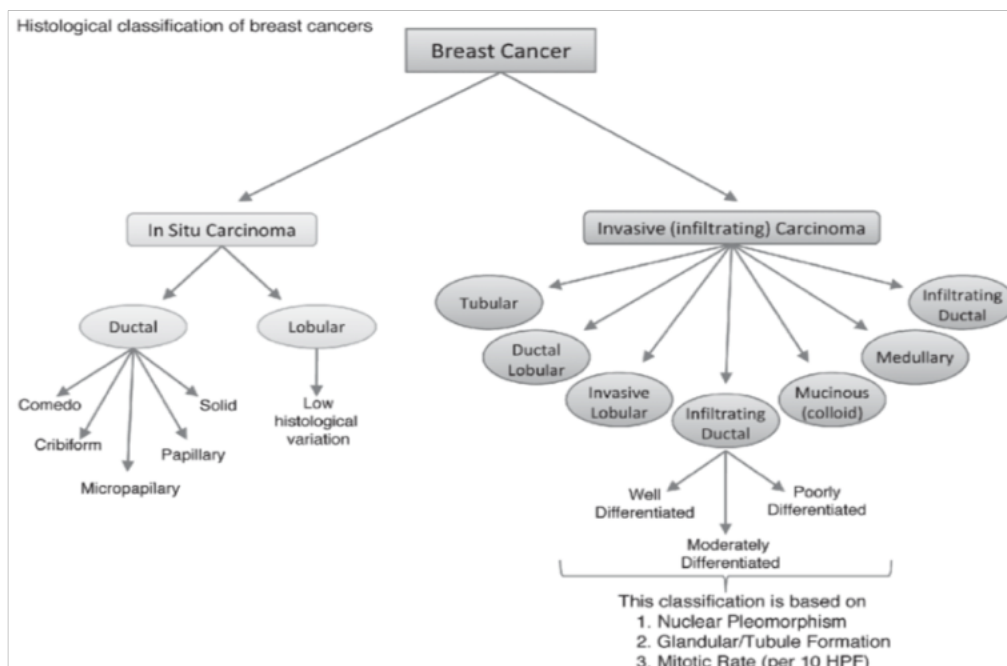 Histological classification of breast cancers
Breast Cancer
In Situ Carcinoma
Invasive (infiltrating) Carcinoma
Ductal
Lobular
Comedo
Cribiform
Micropapilary
Papillary
Solid
Low
histological
variation
Tubular
Ductal
Lobular
Invasive
Lobular
Infiltrating
Ductal
Mucinous
(colloid)
Medullary
Infiltrating
Ductal
Well
Differentiated
Moderately
Differentiated
Poorly
Differentiated
This classification is based on
1. Nuclear Pleomorphism
2. Glandular/Tubule Formation
3. Mitotic Rate (per 10 HPF)